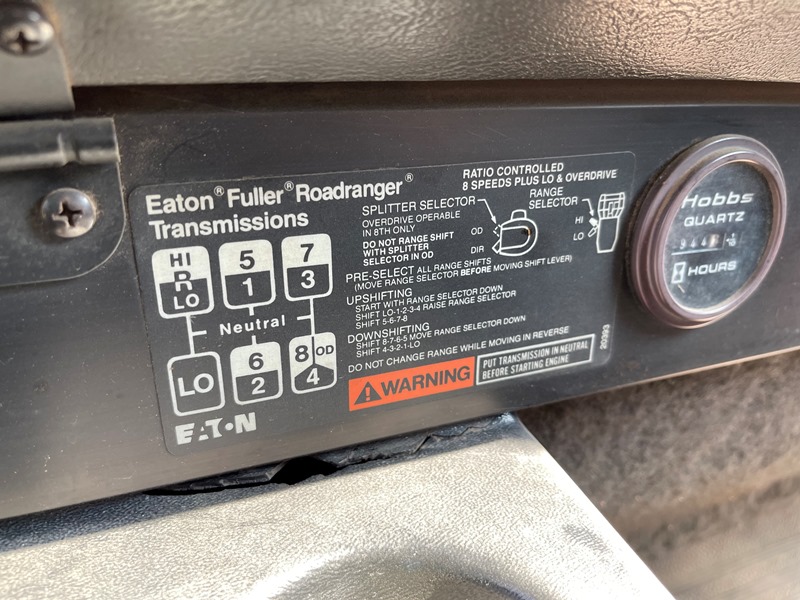 Eaton® Fuller® Roadranger®
Transmissions
HI
R
LO
5
1
7
3
Neutral
LO
6
2
8 OD
4
EATON
RATIO CONTROLLED
8 SPEEDS PLUS LO & OVERDRIVE
SPLITTER SELECTOR
OVERDRIVE OPERABLE
IN 8TH ONLY
DO NOT RANGE SHIFT
WITH SPLITTER
SELECTOR IN OD
OD
DIR
RANGE
SELECTOR
HI
LO
PRE-SELECT ALL RANGE SHIFTS
(MOVE RANGE SELECTOR BEFORE MOVING SHIFT LEVER)
UPSHIFTING
START WITH RANGE SELECTOR DOWN
SHIFT LO-1-2-3-4 RAISE RANGE SELECTOR
SHIFT 5-6-7-8
DOWNSHIFTING
SHIFT 8-7-6-5 MOVE RANGE SELECTOR DOWN
SHIFT 4-3-2-1-LO
DO NOT CHANGE RANGE WHILE MOVING IN REVERSE
WARNING
PUT TRANSMISSION IN NEUTRAL
BEFORE STARTING ENGINE
20393
Hobbs
QUARTZ
HOURS